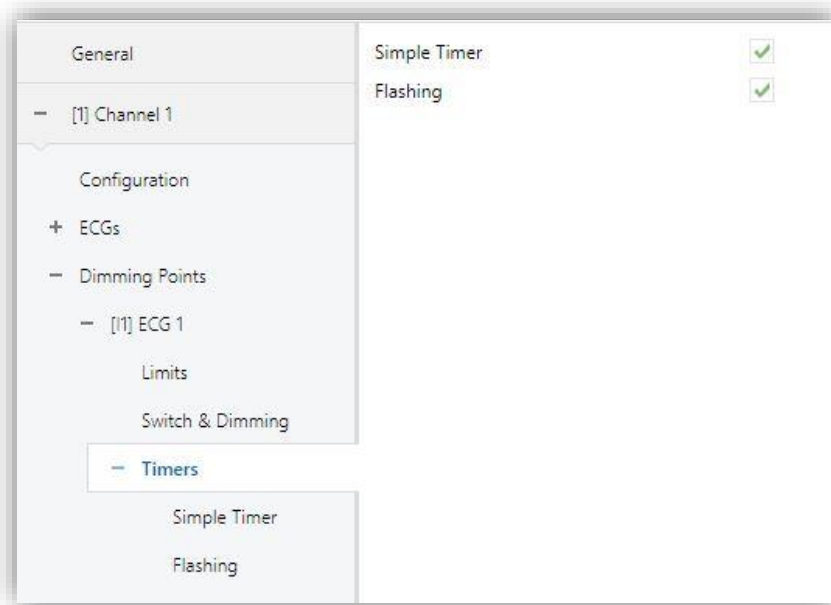 General
[1] Channel 1
Configuration
ECGs
Dimming Points
[I1] ECG 1
Limits
Switch & Dimming
Timers
Simple Timer
Flashing
Simple Timer
Flashing